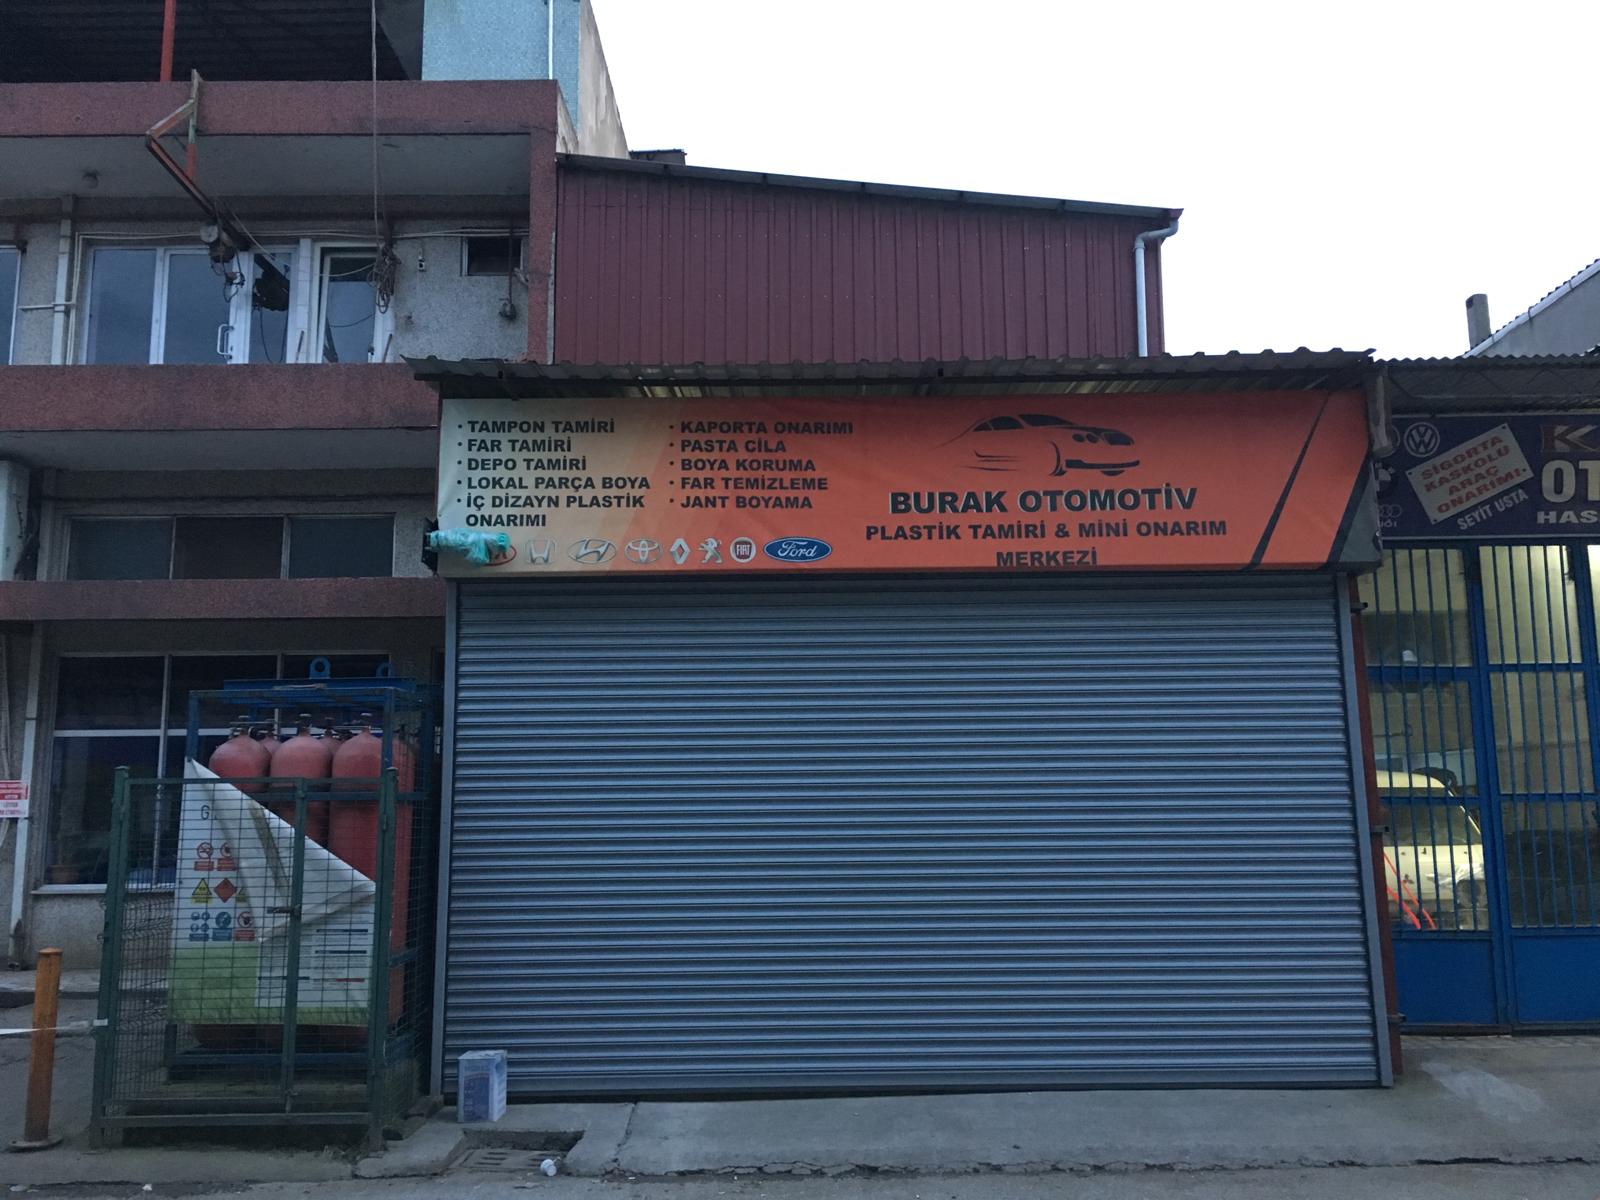 · TAMPON TAMİRİ
· FAR TAMİRİ
· DEPO TAMİRİ
· LOKAL PARÇA BOYA
· İÇ DİZAYN PLASTİK
ONARIMI
· KAPORTA ONARIMI
· PASTA CİLA
· BOYA KORUMA
· FAR TEMİZLEME
· JANT BOYAMA
FIAT
Ford
BURAK OTOMOTİV
PLASTİK TAMİRİ & MİNİ ONARIM
MERKEZİ
SİGORTA
KASKOLU
ARAÇ
ONARIMI
SEYİT USTA